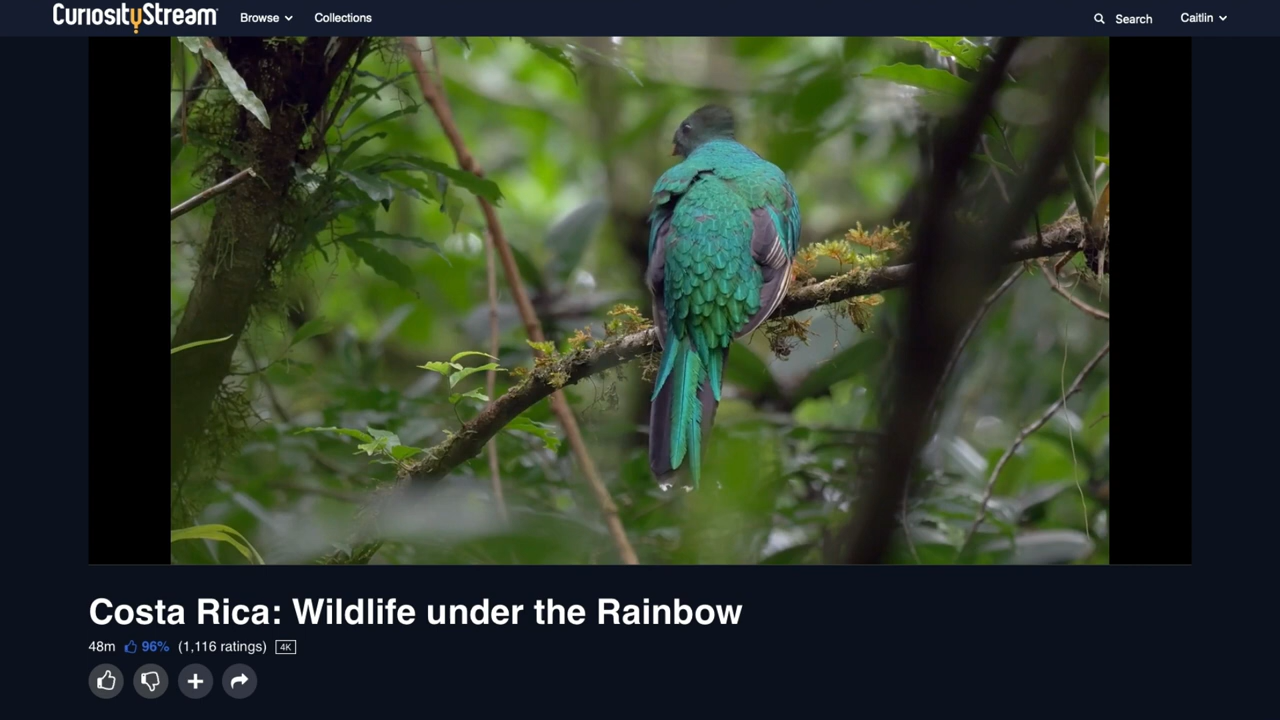 CuriosityStream Browse Collections Search Caitlin
Costa Rica: Wildlife under the Rainbow
48m 96% (1,116 ratings) 4K